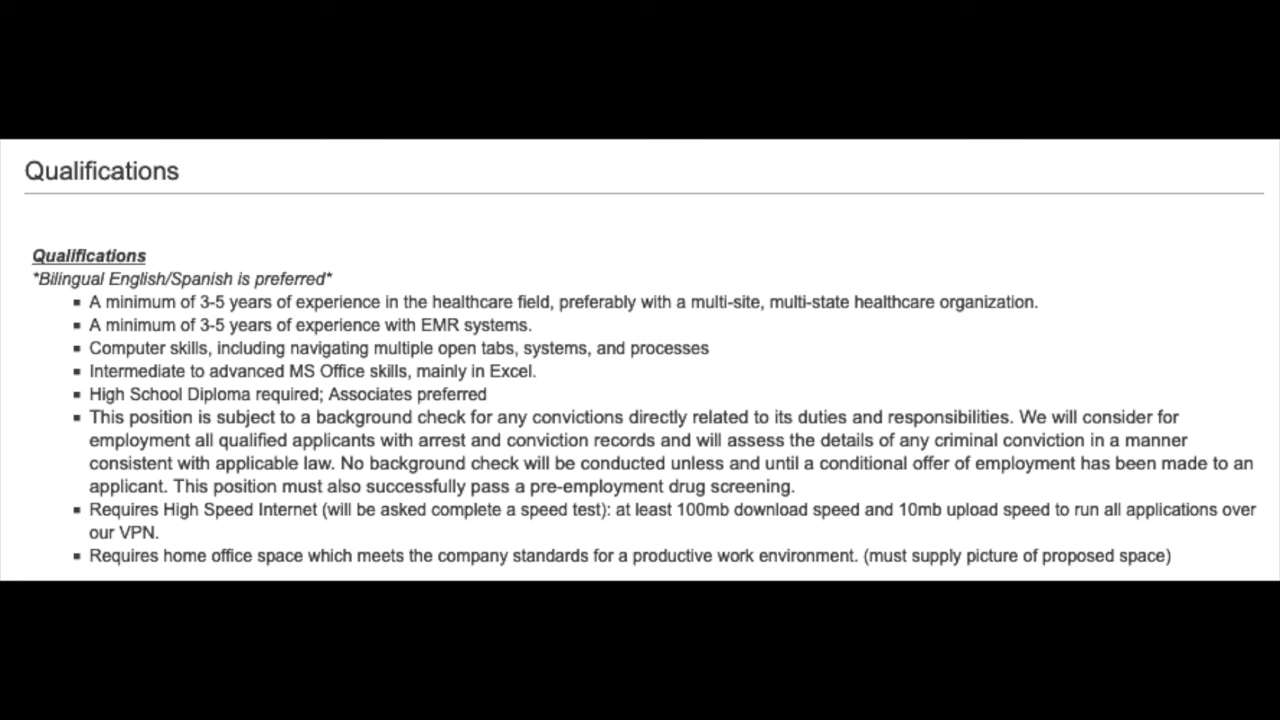 Qualifications
Qualifications
*Bilingual English/Spanish is preferred*
▪ A minimum of 3-5 years of experience in the healthcare field, preferably with a multi-site, multi-state healthcare organization.
▪ A minimum of 3-5 years of experience with EMR systems.
▪ Computer skills, including navigating multiple open tabs, systems, and processes
▪ Intermediate to advanced MS Office skills, mainly in Excel.
▪ High School Diploma required; Associates preferred
▪ This position is subject to a background check for any convictions directly related to its duties and responsibilities. We will consider for
employment all qualified applicants with arrest and conviction records and will assess the details of any criminal conviction in a manner
consistent with applicable law. No background check will be conducted unless and until a conditional offer of employment has been made to an
applicant. This position must also successfully pass a pre-employment drug screening.
▪ Requires High Speed Internet (will be asked complete a speed test): at least 100mb download speed and 10mb upload speed to run all applications over
our VPN.
▪ Requires home office space which meets the company standards for a productive work environment. (must supply picture of proposed space)